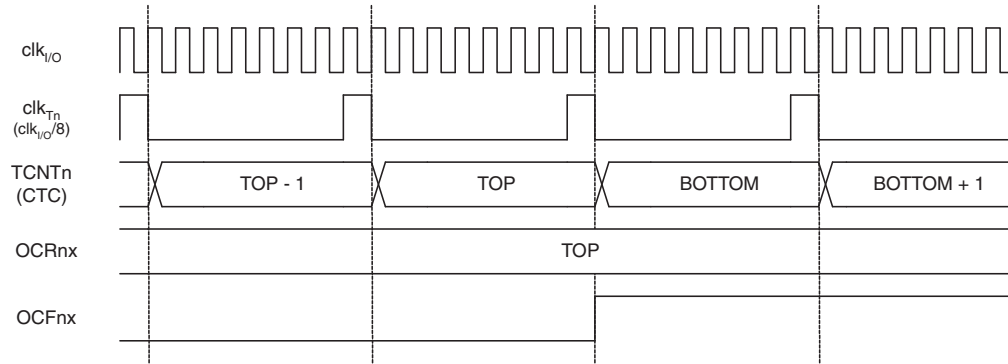 clkI/O
clkTn
(clkI/O/8)
TCNTn
(CTC)
TOP - 1
TOP
BOTTOM
BOTTOM + 1
OCRnx
TOP
OCFnx